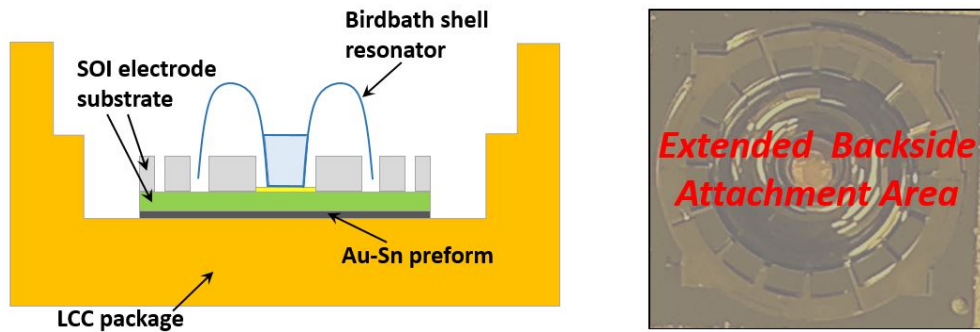 Birdbath shell
resonator
SOI electrode
substrate
Au-Sn preform
LCC package
Extended Backside
Attachment Area